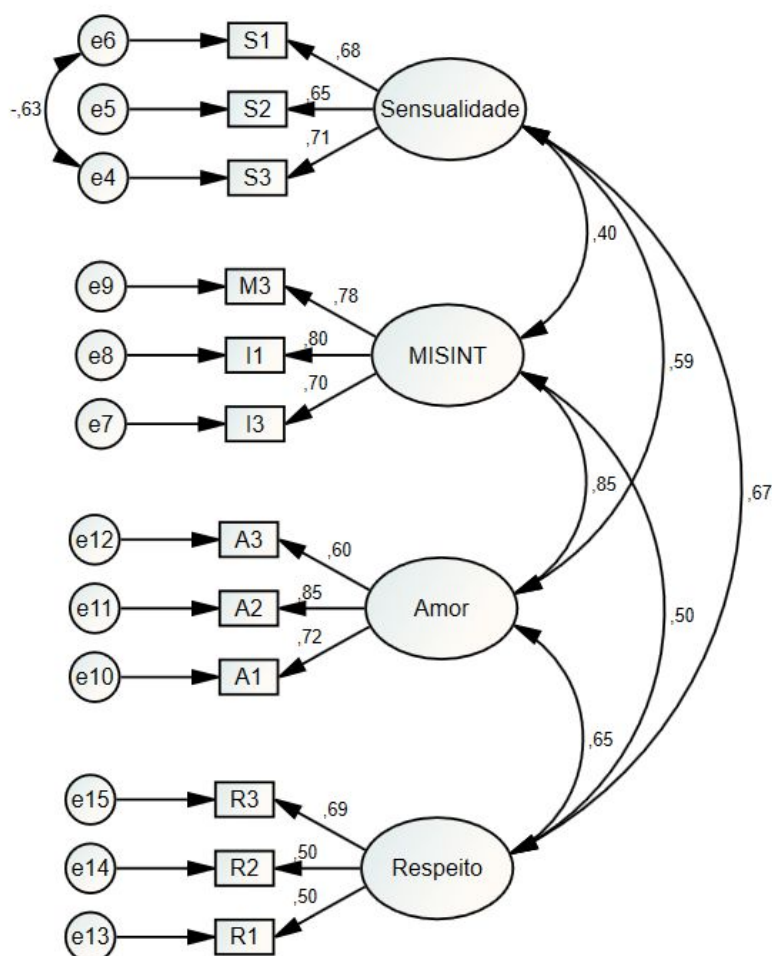 e6
S1
,68
-,63
e5
S2
,65
Sensualidade
,71
e4
S3
,40
e9
M3
,78
e8
I1
,80
MISINT
,59
,70
e7
I3
,85
,67
e12
A3
,60
e11
A2
,85
Amor
,50
,72
e10
A1
,65
e15
R3
,69
e14
R2
,50
Respeito
,50
e13
R1